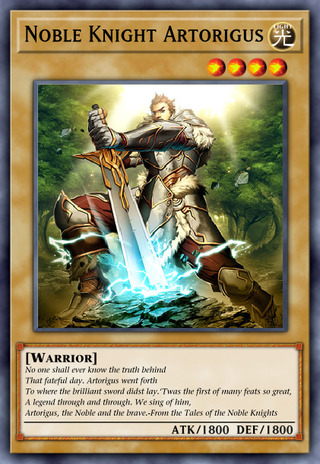 Noble Knight Artorigus
LIGHT
光
[Warrior]
No one shall ever know the truth behind
That fateful day. Artorigus went forth
To where the brilliant sword didst lay.'Twas the first of many feats so great,
A legend through and through. We sing of him,
Artorigus, the Noble and the brave.-From the Tales of the Noble Knights
ATK/1800 DEF/1800